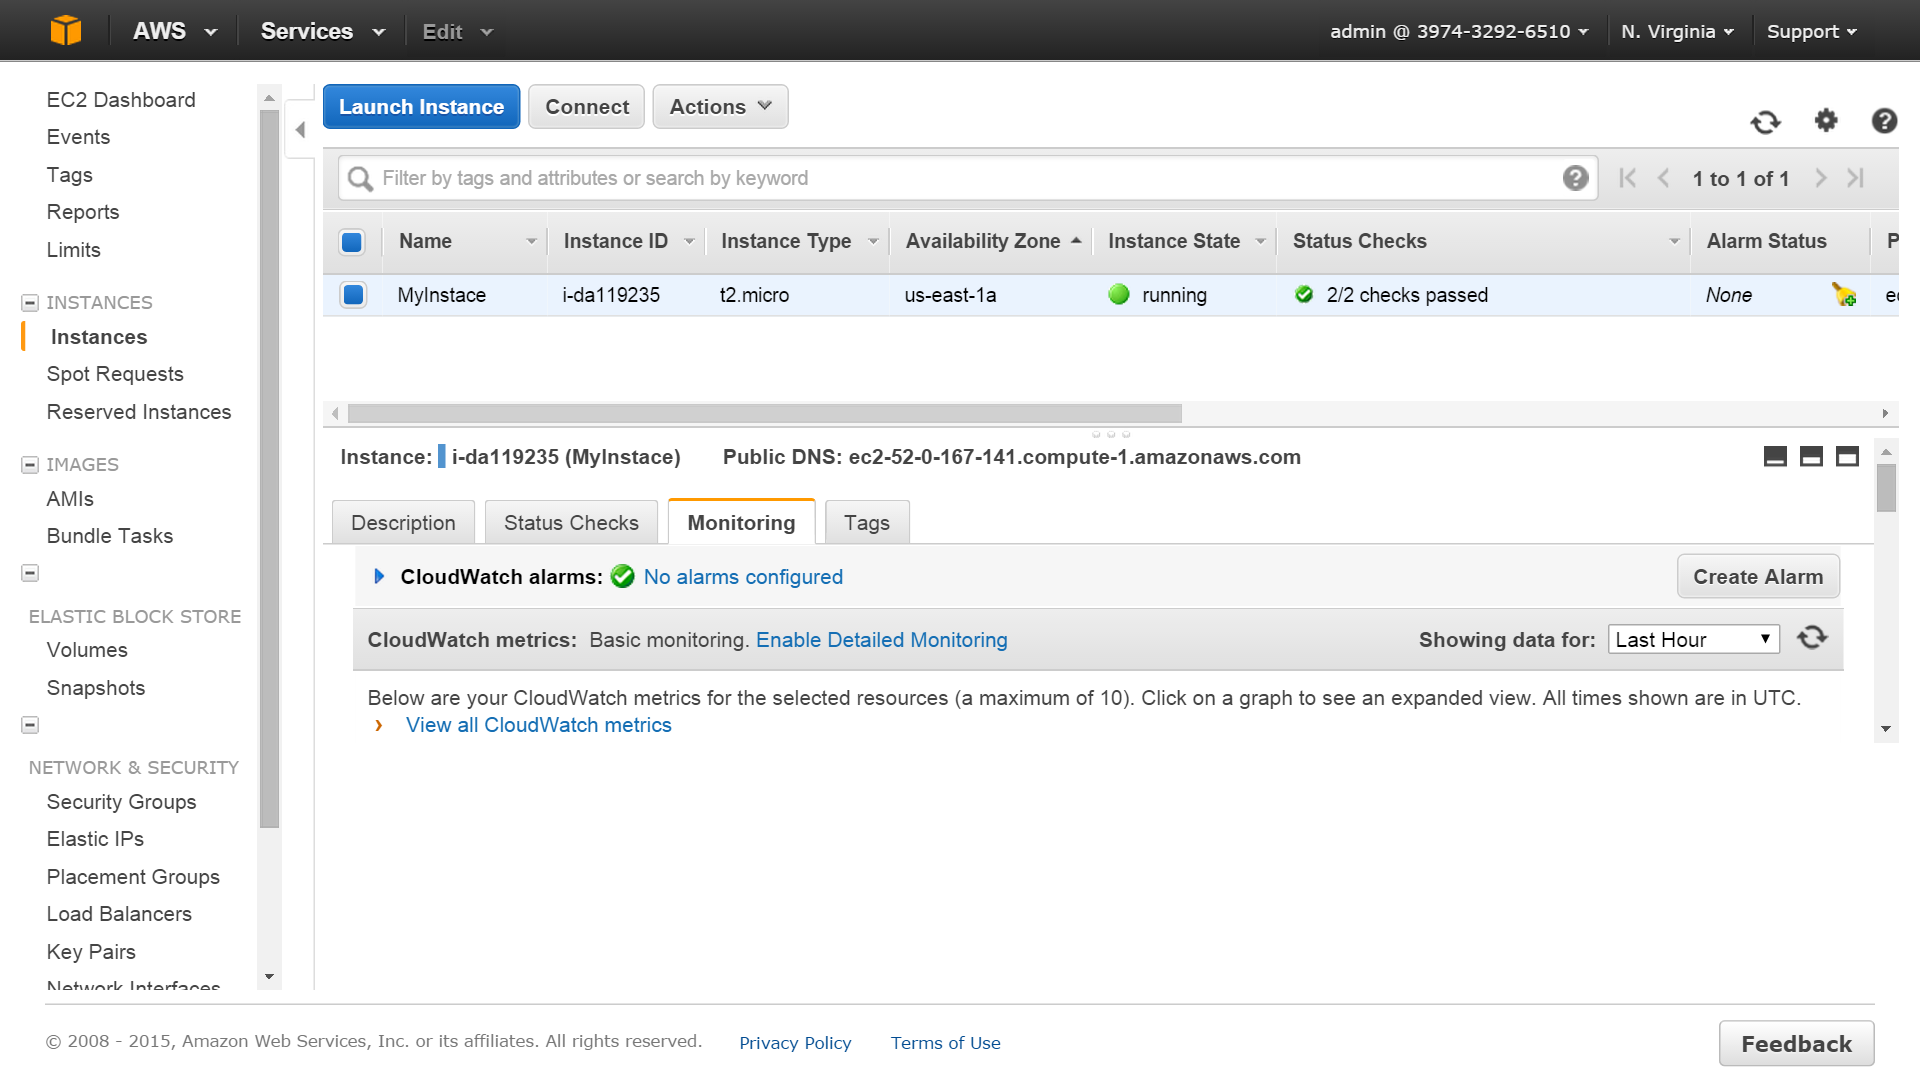 AWS Services Edit admin @ 3974-3292-6510 N. Virginia Support
EC2 Dashboard
Events
Tags
Reports
Limits
INSTANCES
Instances
Spot Requests
Reserved Instances
IMAGES
AMIs
Bundle Tasks
ELASTIC BLOCK STORE
Volumes
Snapshots
NETWORK & SECURITY
Security Groups
Elastic IPs
Placement Groups
Load Balancers
Key Pairs
Network Interfaces
Launch Instance Connect Actions
Filter by tags and attributes or search by keyword 1 to 1 of 1
Name Instance ID Instance Type Availability Zone Instance State Status Checks Alarm Status P
MyInstace i-da119235 t2.micro us-east-1a running 2/2 checks passed None
Instance: i-da119235 (MyInstace) Public DNS: ec2-52-0-167-141.compute-1.amazonaws.com
Description Status Checks Monitoring Tags
CloudWatch alarms: No alarms configured Create Alarm
CloudWatch metrics: Basic monitoring. Enable Detailed Monitoring Showing data for: Last Hour
Below are your CloudWatch metrics for the selected resources (a maximum of 10). Click on a graph to see an expanded view. All times shown are in UTC.
› View all CloudWatch metrics
© 2008 - 2015, Amazon Web Services, Inc. or its affiliates. All rights reserved. Privacy Policy Terms of Use Feedback